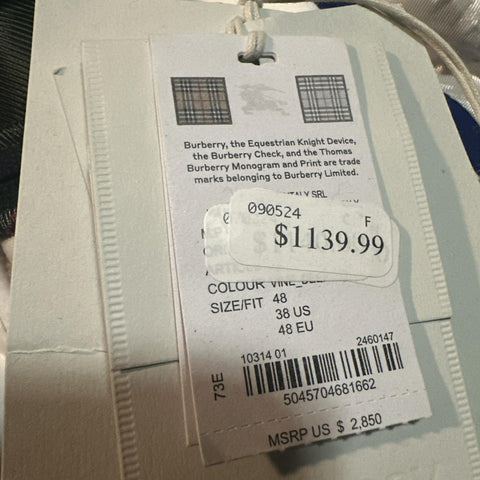 Burberry, the Equestrian Knight Device,
the Burberry Check, and the Thomas
Burberry Monogram and Print are trade
marks belonging to Burberry Limited.
SRL
090524
F
$1139.99
COLOUR
SIZE/FIT 48
38 US
48 EU
73E
10314 01
2460147
5045704681662
MSRP US $ 2,850